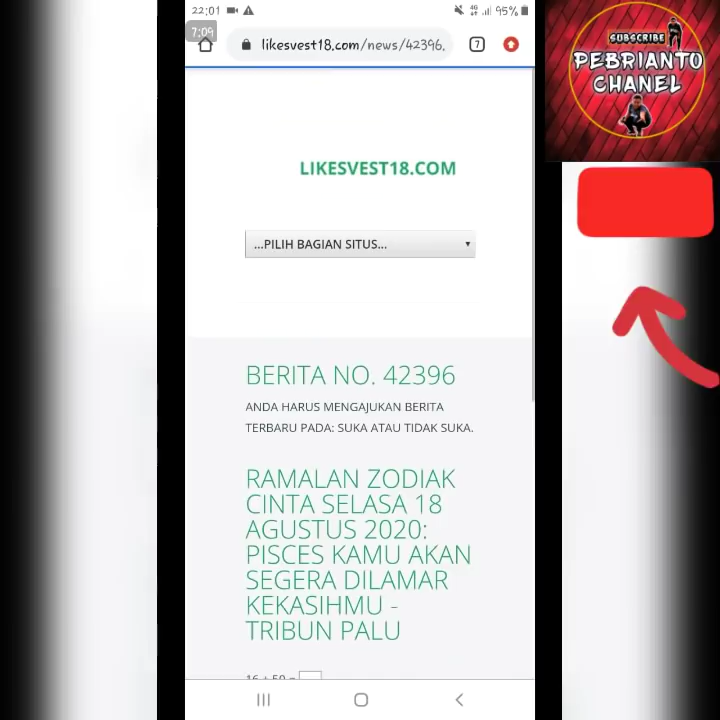 22:01
95%
7:09
likesvest18.com/news/42396.
7
SUBSCRIBE
PEBRIANTO
CHANEL
LIKESVEST18.COM
...PILIH BAGIAN SITUS...
BERITA NO. 42396
ANDA HARUS MENGAJUKAN BERITA
TERBARU PADA: SUKA ATAU TIDAK SUKA.
RAMALAN ZODIAK
CINTA SELASA 18
AGUSTUS 2020:
PISCES KAMU AKAN
SEGERA DILAMAR
KEKASIHMU -
TRIBUN PALU
16 + 50 =